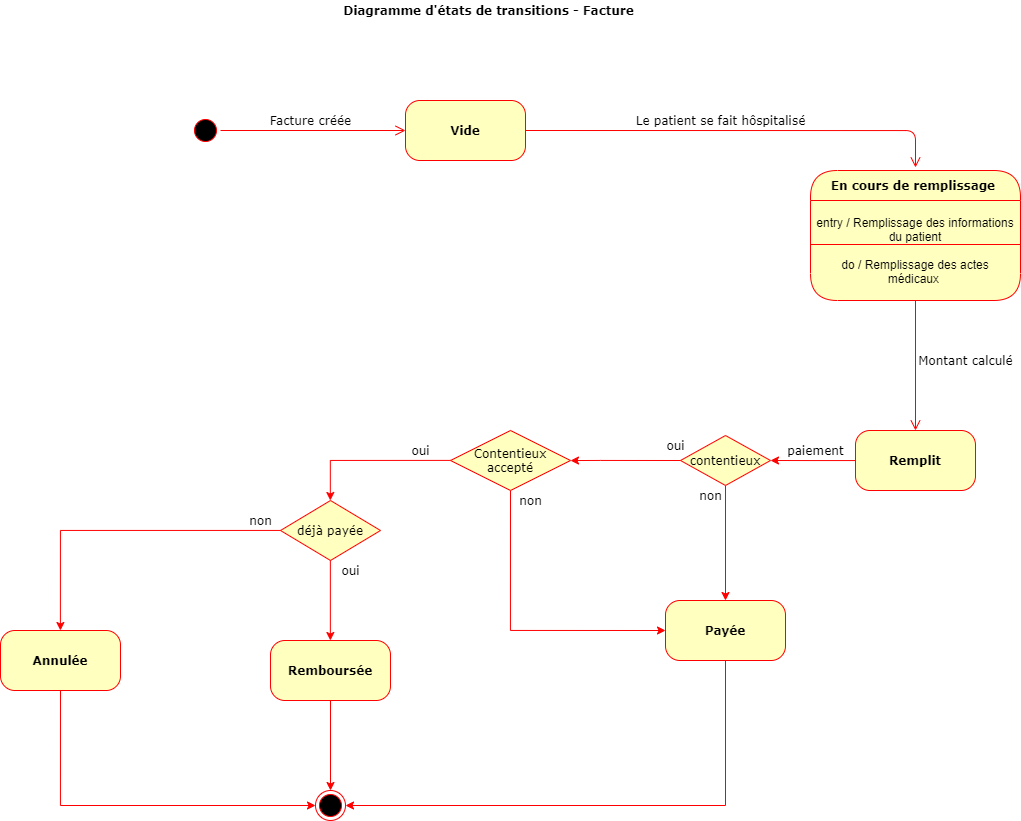 Diagramme d'états de transitions - Facture
Facture créée
Vide
Le patient se fait hôspitalisé
En cours de remplissage
entry / Remplissage des informations
du patient
do / Remplissage des actes
médicaux
Montant calculé
Remplit
paiement
contentieux
oui
non
Contentieux
accepté
oui
non
déjà payée
non
oui
Payée
Annulée
Remboursée